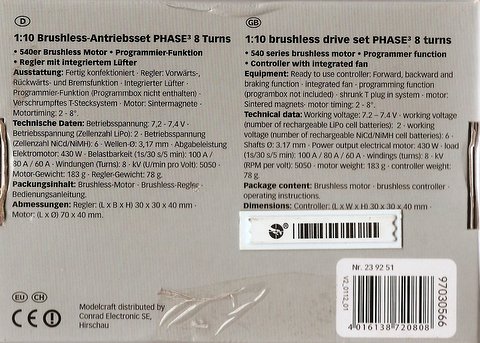 D
1:10 Brushless-Antriebsset PHASE³ 8 Turns
• 540er Brushless Motor • Programmier-Funktion
• Regler mit integriertem Lüfter
Ausstattung: Fertig konfektioniert · Regler: Vorwärts-,
Rückwärts- und Bremsfunktion · Integrierter Lüfter ·
Programmier-Funktion (Programmbox nicht enthalten) ·
Verschrumpftes T-Stecksystem · Motor: Sintermagnete ·
Motortiming: 2 - 8°.
Technische Daten: Betriebsspannung: 7,2 - 7,4 V ·
Betriebsspannung (Zellenzahl LiPo): 2 · Betriebsspannung
(Zellenzahl NiCd/NiMH): 6 · Wellen-Ø: 3,17 mm · Abgabeleistung
Elektromotor: 430 W · Belastbarkeit (1s/30 s/5 min): 100 A /
80 A / 60 A · Windungen (Turns): 8 · kV (U/min pro Volt): 5050 ·
Motor-Gewicht: 183 g · Regler-Gewicht: 78 g.
Packungsinhalt: Brushless-Motor · Brushless-Regler ·
Bedienungsanleitung.
Abmessungen: Regler: (L x B x H) 30 x 30 x 40 mm ·
Motor: (L x Ø) 70 x 40 mm.
GB
1:10 brushless drive set PHASE³ 8 turns
• 540 series brushless motor • Programmer function
• Controller with integrated fan
Equipment: Ready to use controller: Forward, backward and
braking function · integrated fan · programming function
(programbox not included) · shrunk T plug in system · motor:
Sintered magnets· motor timing: 2 - 8°.
Technical data: Working voltage: 7.2 – 7.4 V · working voltage
(number of rechargeable LiPo cells): 2 · working
voltage (number of rechargeable NiCd/NiMH cells): 6 ·
Shafts Ø: 3.17 mm · Power output electrical motor: 430 W · load
(1s/30 s/5 min): 100 A / 80 A / 60 A · windings (turns): 8 · kV
(RPM per volt): 5050 · motor weight: 183 g · controller weight:
78 g.
Package content: Brushless motor · brushless controller
operating instructions.
Dimensions: Controller: (L x W x H) 30 x 30 x 40 mm ·
Nr. 23 92 51
V2_0112_01
4 016138 720808
97030566
EU CH
CE
Modelcraft distributed by
Conrad Electronic SE,
Hirschau